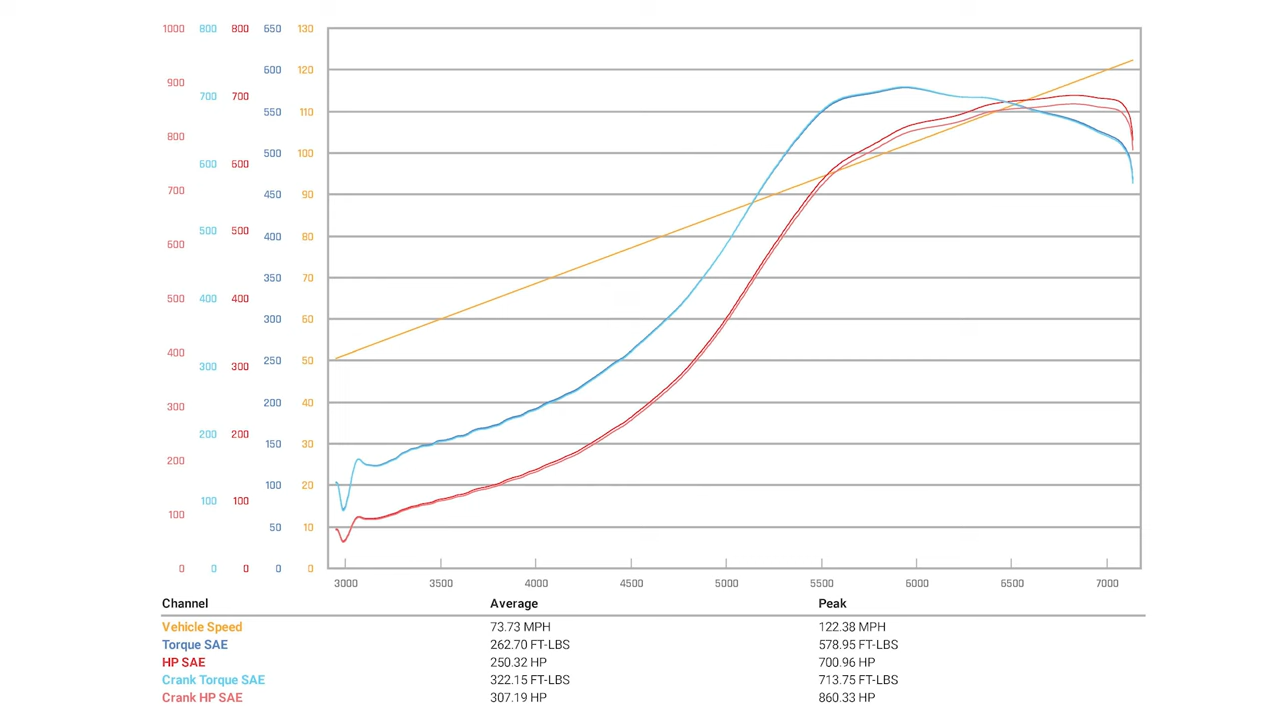 1000 800 800 650 130
600 120
900
700 700
550 110
800
500 100
600 600
700
450 90
500 500
400 80
600
350 70
500 400 400
300 60
400
250 50
300 300
300
200 40
200 200
150 30
200
100 20
100 100
100
50 10
0 0 0 0 0
3000 3500 4000 4500 5000 5500 6000 6500 7000
Channel Average Peak
Vehicle Speed 73.73 MPH 122.38 MPH
Torque SAE 262.70 FT-LBS 578.95 FT-LBS
HP SAE 250.32 HP 700.96 HP
Crank Torque SAE 322.15 FT-LBS 713.75 FT-LBS
Crank HP SAE 307.19 HP 860.33 HP